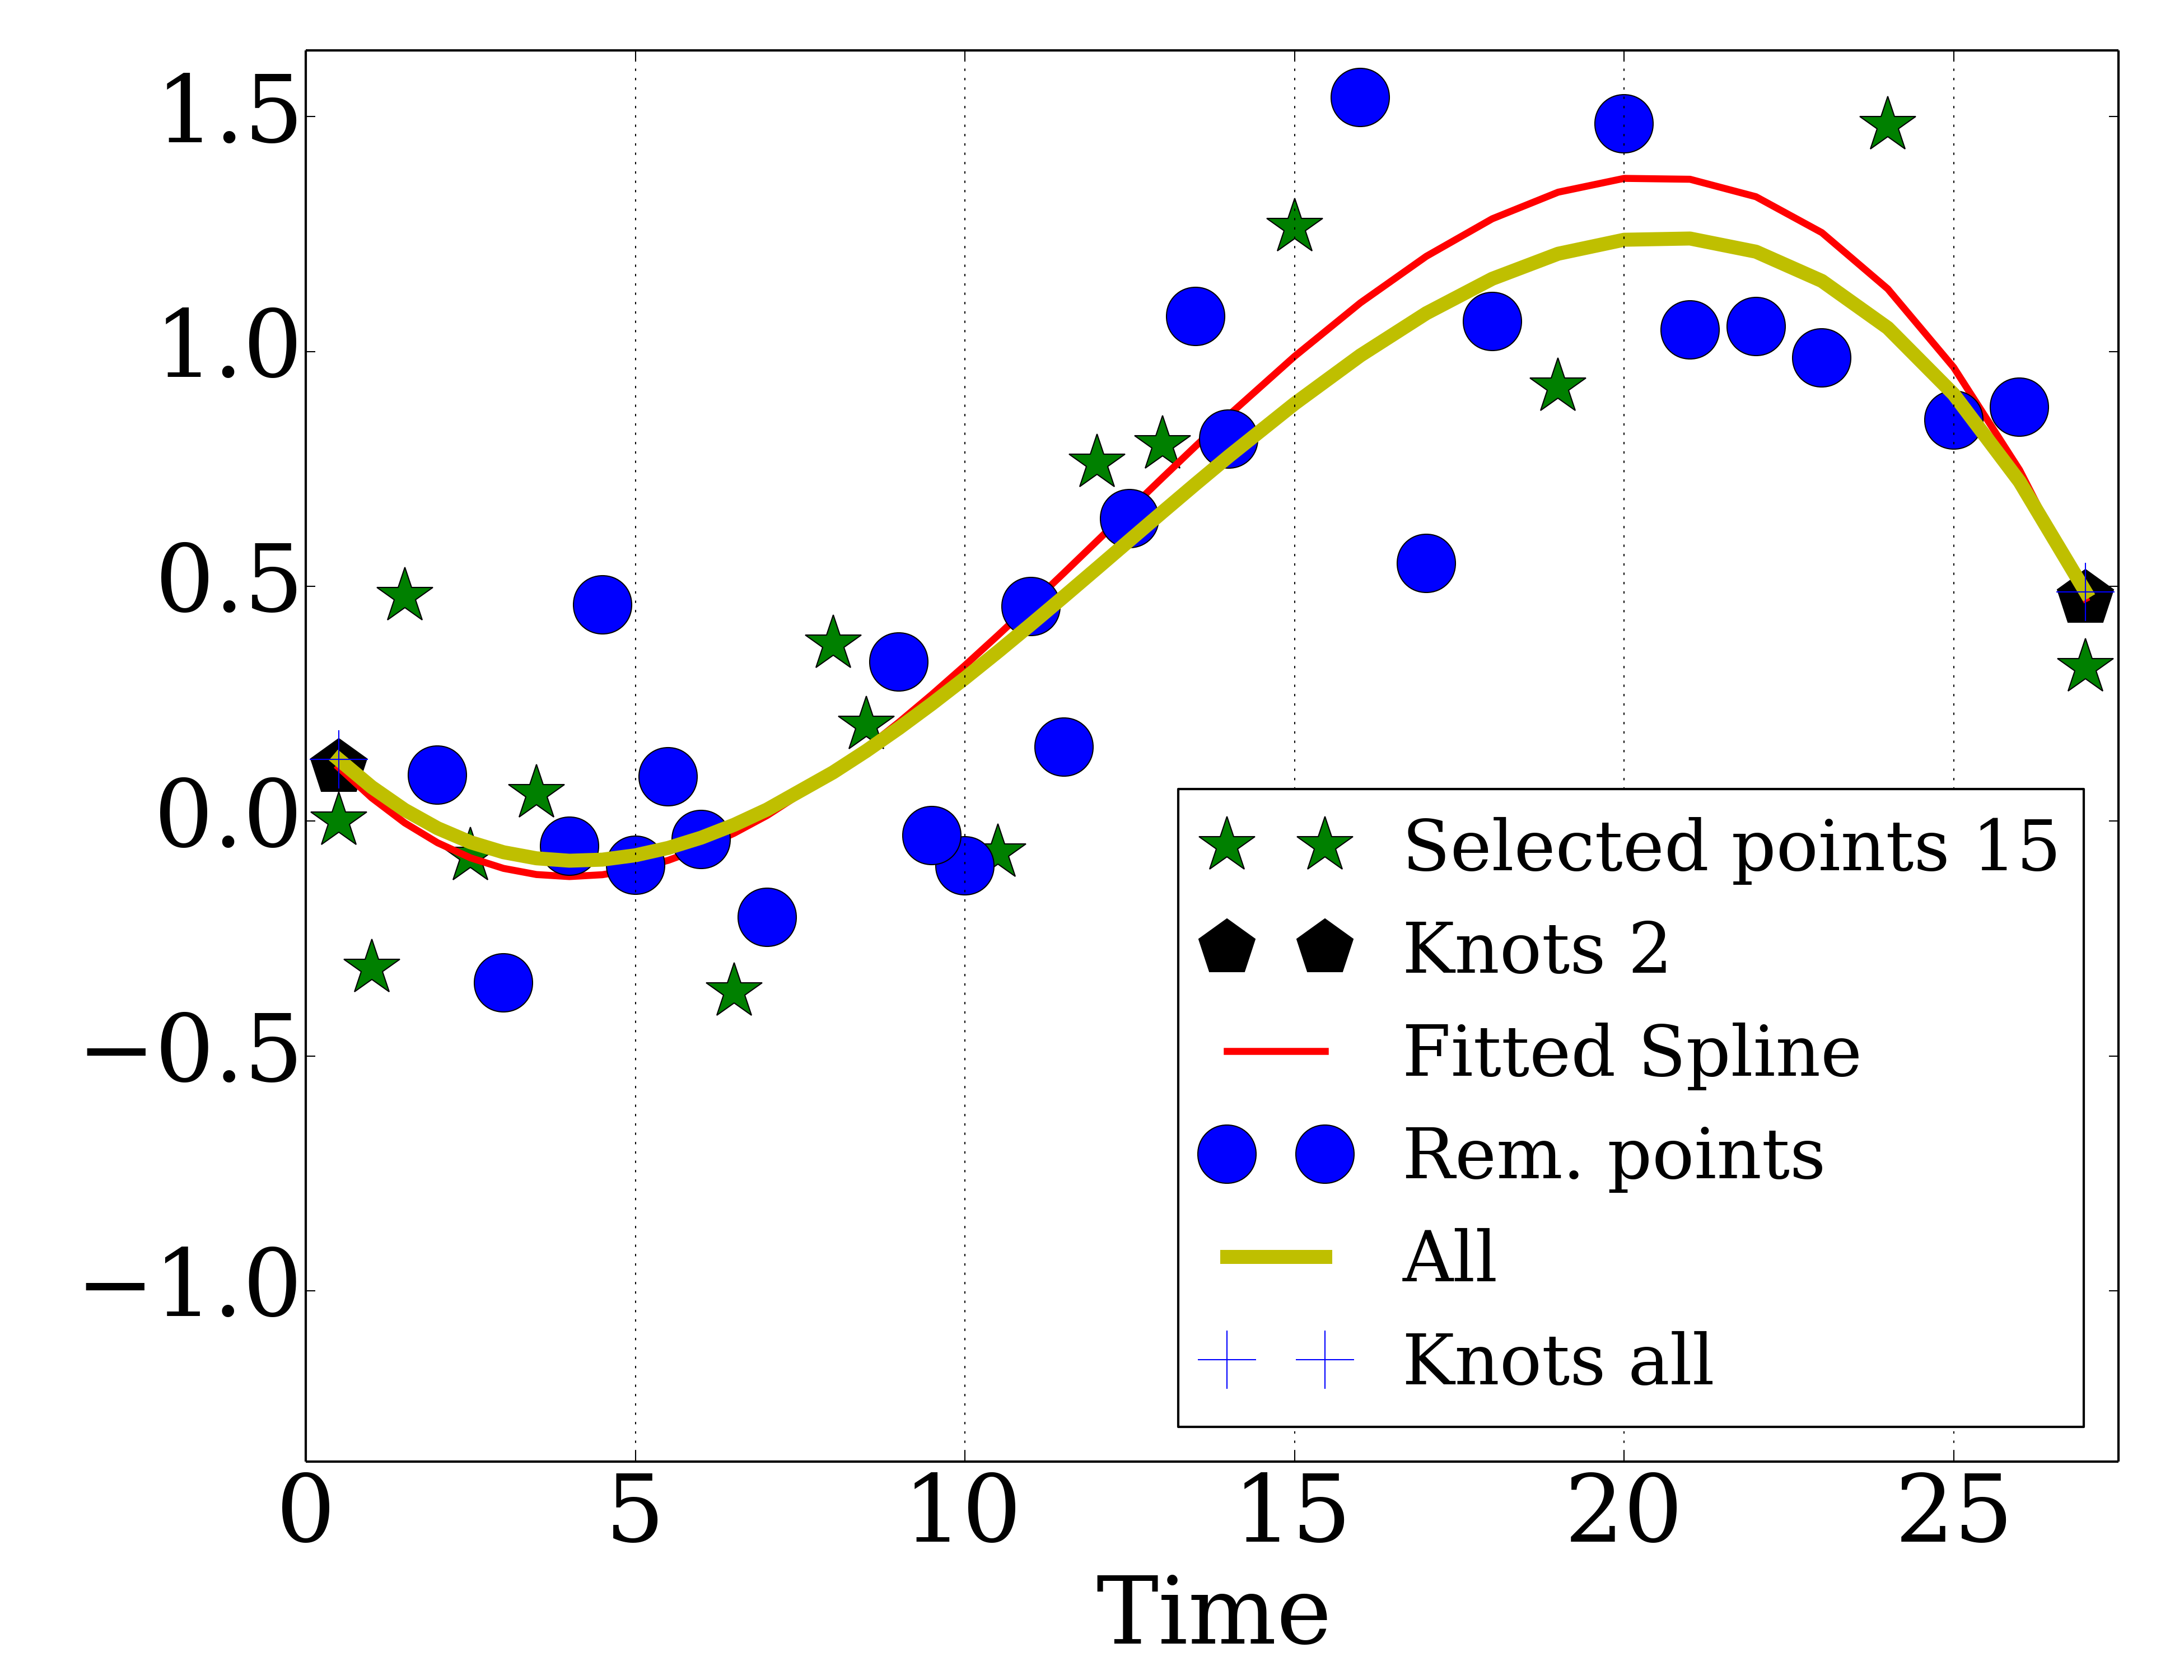 1.5
1.0
0.5
0.0
−0.5
−1.0
Selected points 15
Knots 2
Fitted Spline
Rem. points
All
Knots all
0 5 10 15 20 25
Time